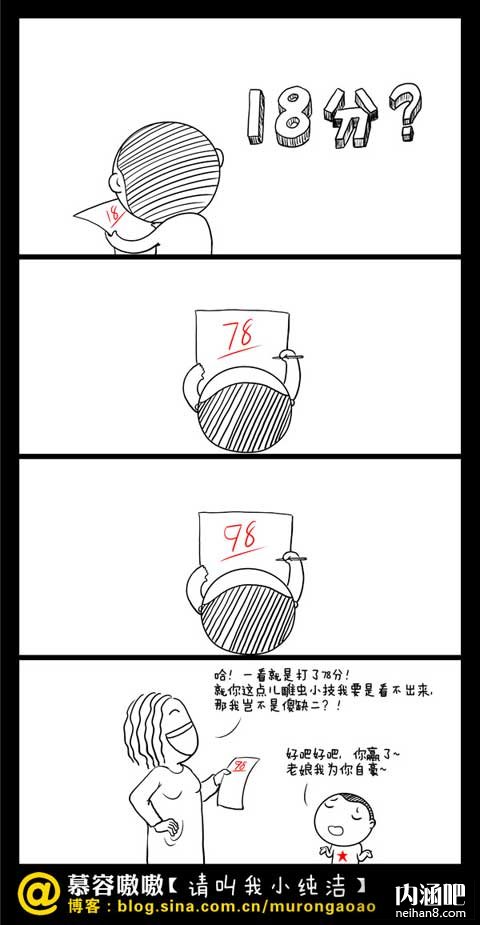 18分?
18
78
98
哈! 一看就是打了78分!
就你这点儿雕虫小技我要是看不出来,
那我岂不是傻缺二?!
98
好吧好吧, 你赢了~
老娘我为你自豪~
@慕容嗷嗷【请叫我小纯洁】
博客:blog.sina.com.cn/murongaoao
内涵吧
neihan8.com